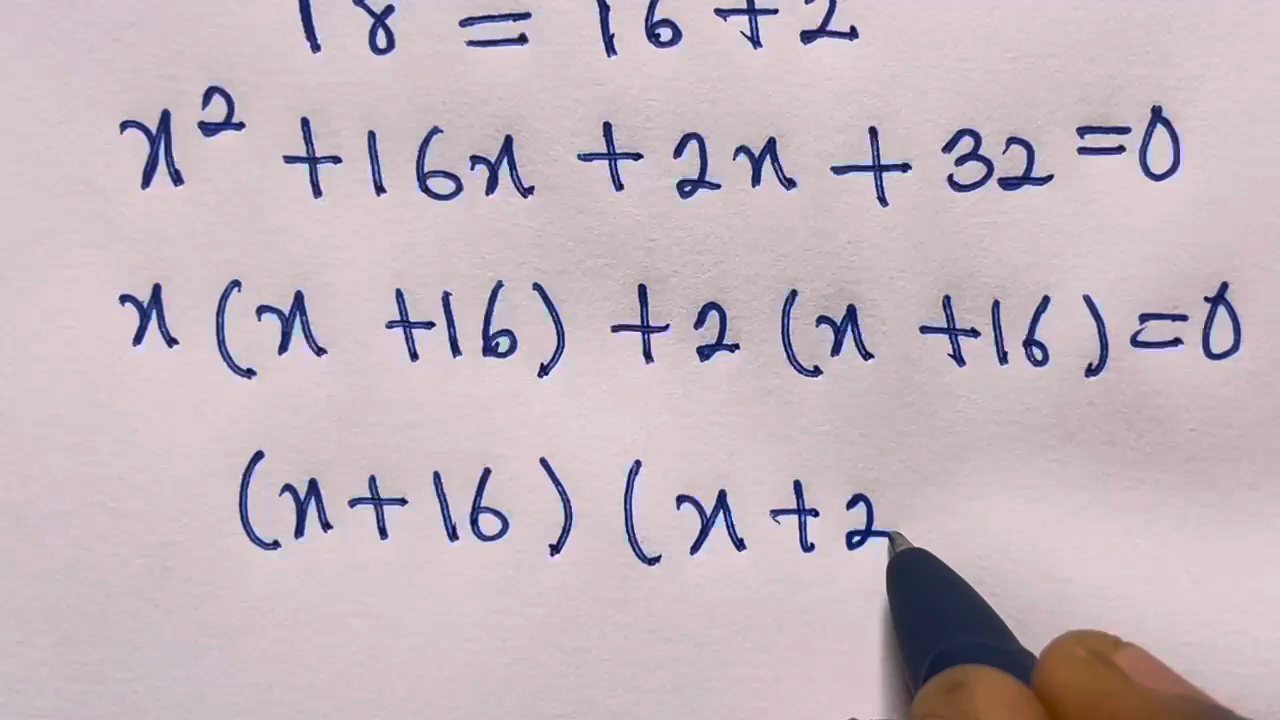 18 = 16 + 2
x² + 16x + 2x + 32 = 0
x (x + 16) + 2 (x + 16) = 0
(x + 16) (x + 2